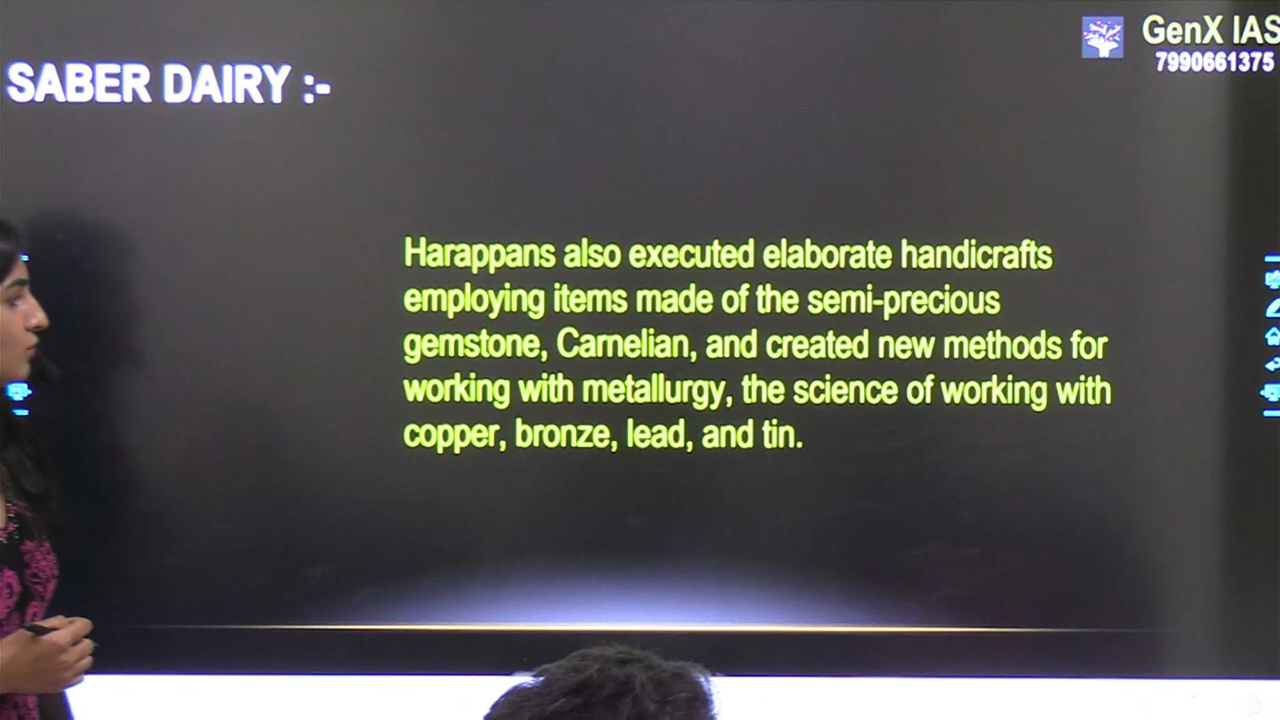 GenX IAS
7990661375
SABER DAIRY :-
Harappans also executed elaborate handicrafts
employing items made of the semi-precious
gemstone, Carnelian, and created new methods for
working with metallurgy, the science of working with
copper, bronze, lead, and tin.